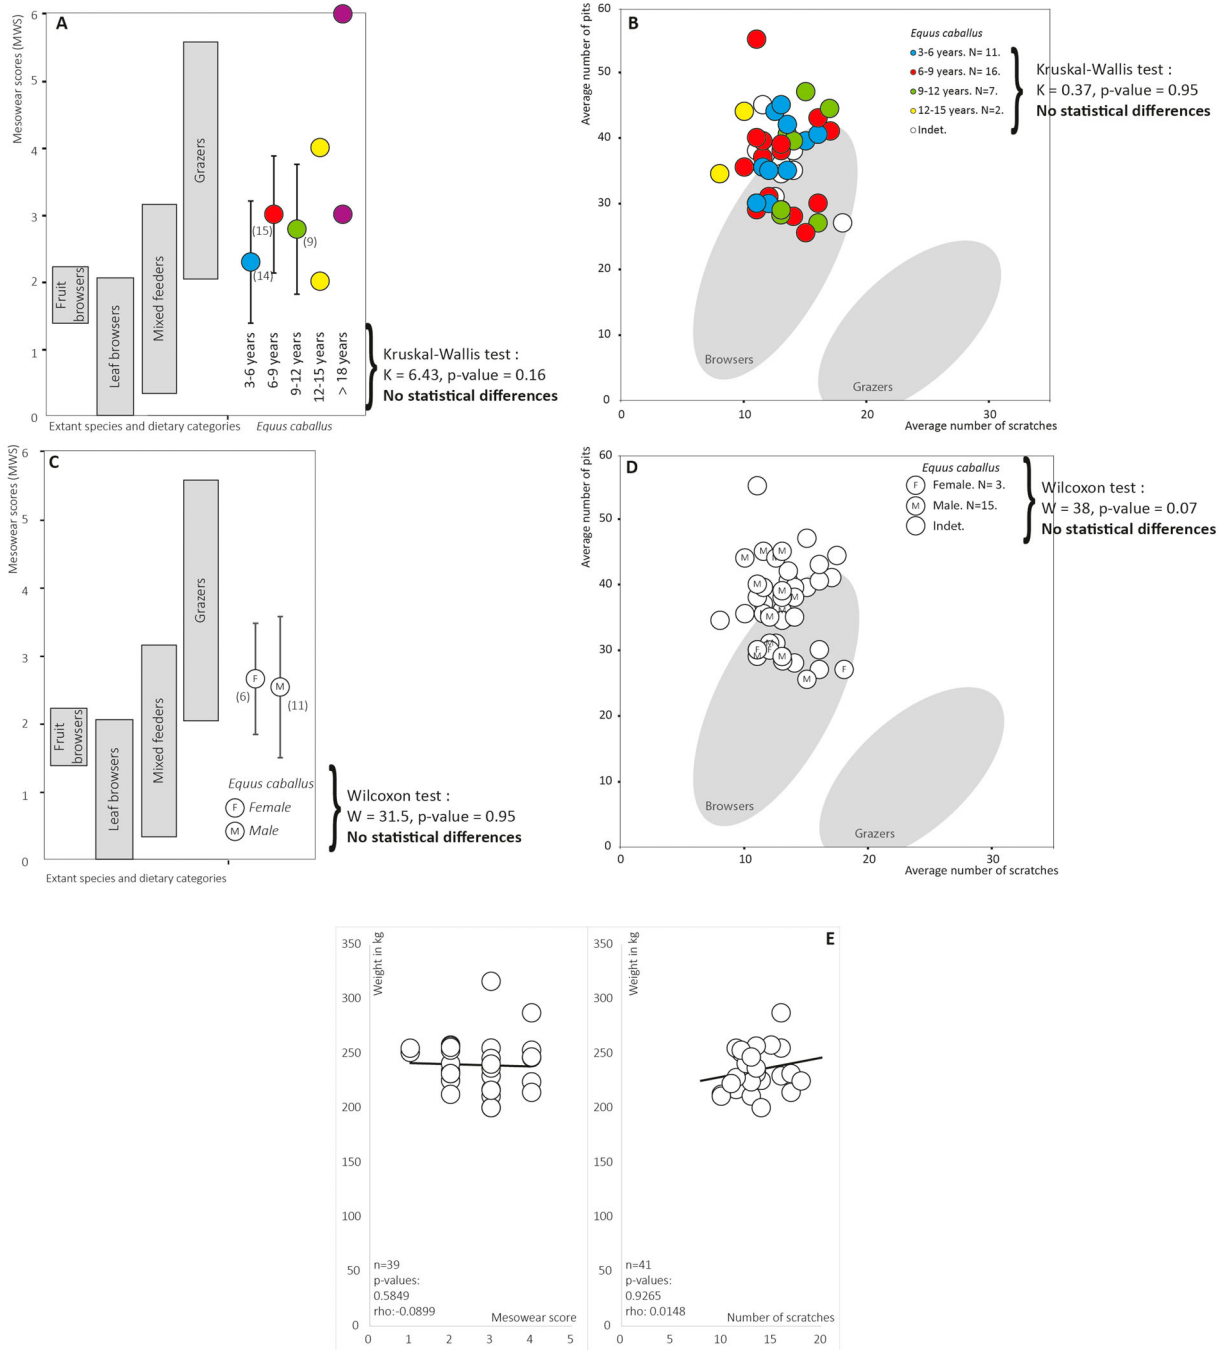 A
Mesowear scores (MWS)
6
5
4
3
2
1
0
Fruit
browsers
Leaf browsers
Mixed feeders
Grazers
(14)
(15)
(9)
3-6 years
6-9 years
9-12 years
12-15 years
> 18 years
Extant species and dietary categories
Equus caballus
Kruskal-Wallis test :
K = 6.43, p-value = 0.16
No statistical differences
B
Average number of pits
60
50
40
30
20
10
0
0
10
20
30
Average number of scratches
Browsers
Grazers
Equus caballus
3-6 years. N= 11.
6-9 years. N= 16.
9-12 years. N=7.
12-15 years. N=2.
Indet.
Kruskal-Wallis test :
K = 0.37, p-value = 0.95
No statistical differences
C
Mesowear scores (MWS)
6
5
4
3
2
1
0
Fruit
browsers
Leaf browsers
Mixed feeders
Grazers
F
M
(6)
(11)
Equus caballus
F Female
M Male
Extant species and dietary categories
Wilcoxon test :
W = 31.5, p-value = 0.95
No statistical differences
D
Average number of pits
60
50
40
30
20
10
0
0
10
20
30
Average number of scratches
Browsers
Grazers
Equus caballus
F Female. N= 3.
M Male. N=15.
Indet.
M
M
M
M
M
M
M
F
M
M
F
M
Wilcoxon test :
W = 38, p-value = 0.07
No statistical differences
E
Weight in kg
350
300
250
200
150
100
50
0
n=39
p-values:
0.5849
rho:-0.0899
Mesowear score
0
1
2
3
4
5
Weight in kg
350
300
250
200
150
100
50
0
n=41
p-values:
0.9265
rho: 0.0148
Number of scratches
0
5
10
15
20